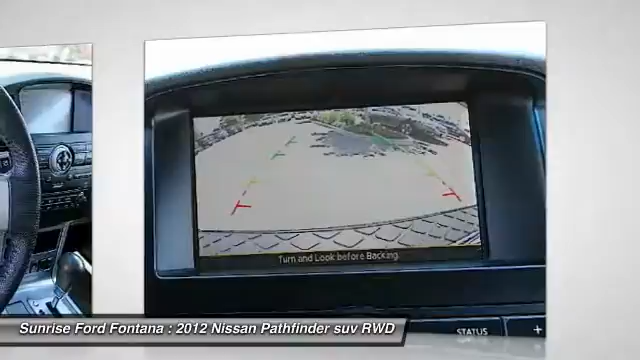 Turn and Look before Backing.
STATUS +
Sunrise Ford Fontana : 2012 Nissan Pathfinder suv RWD